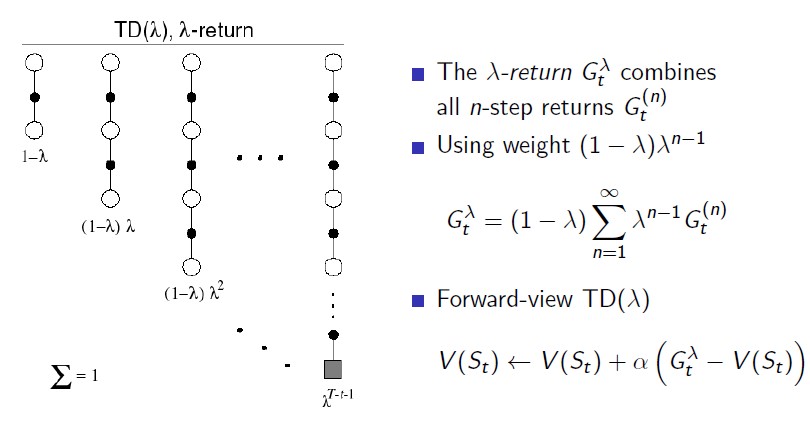 TD(λ), λ-return
1−λ
(1−λ) λ
(1−λ) λ²
Σ = 1
λ^{T-t-1}
The λ-return G_t^λ combines
all n-step returns G_t^{(n)}
Using weight (1 − λ)λ^{n−1}
G_t^λ = (1 − λ) ∑_{n=1}^{∞} λ^{n−1} G_t^{(n)}
Forward-view TD(λ)
V(S_t) ← V(S_t) + α (G_t^λ − V(S_t))